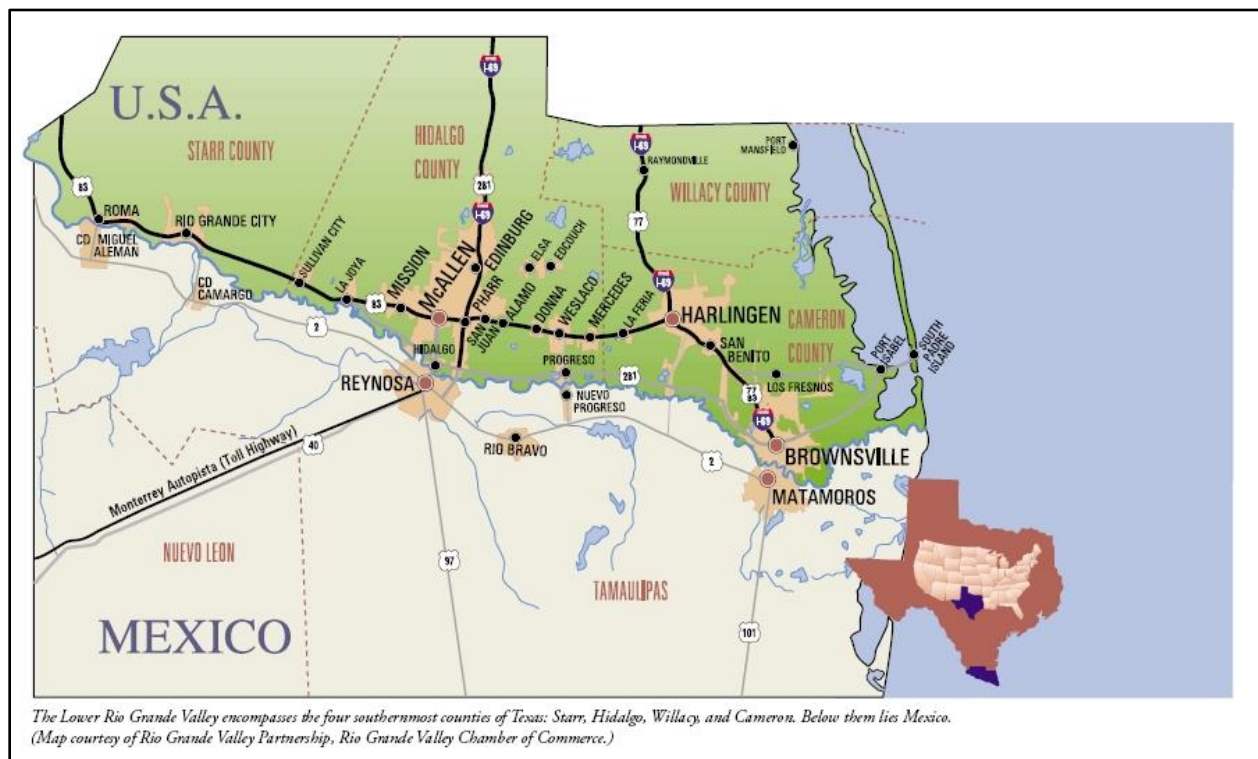 U.S.A.
STARR COUNTY
HIDALGO
COUNTY
I-69
I-69
PORT
MANSFIELD
RAYMONDVILLE
WILLACY COUNTY
83
281
I-69
77
ROMA
RIO GRANDE CITY
CD MIGUEL
ALEMAN
CD
CAMARGO
SULLIVAN CITY
LA JOYA
MISSION
McALLEN
EDINBURG
ELSA
EDCOUCH
PHARR
SAN
JUAN
ALAMO
DONNA
WESLACO
MERCEDES
LA FERIA
I-69
HARLINGEN
CAMERON
COUNTY
SAN
BENITO
PORT
ISABEL
SOUTH
PADRE
ISLAND
83
2
HIDALGO
PROGRESO
281
LOS FRESNOS
REYNOSA
NUEVO
PROGRESO
77
83
I-69
RIO BRAVO
2
BROWNSVILLE
MATAMOROS
Monterrey Autopista (Toll Highway)
40
NUEVO LEON
97
TAMAULIPAS
101
MEXICO
The Lower Rio Grande Valley encompasses the four southernmost counties of Texas: Starr, Hidalgo, Willacy, and Cameron. Below them lies Mexico.
(Map courtesy of Rio Grande Valley Partnership, Rio Grande Valley Chamber of Commerce.)